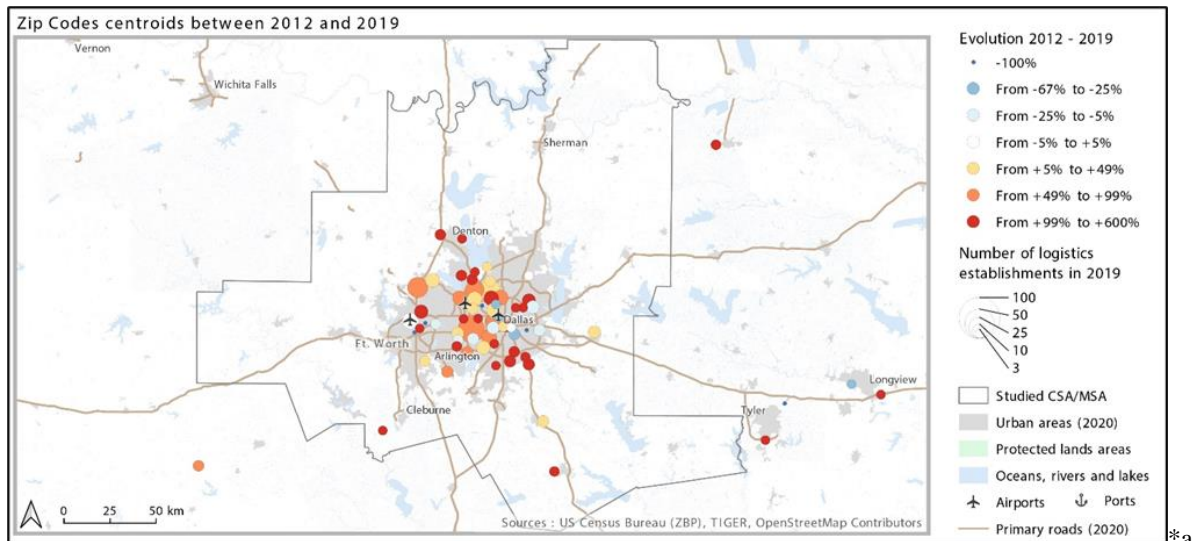 Zip Codes centroids between 2012 and 2019
Vernon
Wichita Falls
Sherman
Denton
Dallas
Ft. Worth
Arlington
Cleburne
Tyler
Longview
0 25 50 km
Sources : US Census Bureau (ZBP), TIGER, OpenStreetMap Contributors
Evolution 2012 - 2019
-100%
From -67% to -25%
From -25% to -5%
From -5% to +5%
From +5% to +49%
From +49% to +99%
From +99% to +600%
Number of logistics
establishments in 2019
100
50
25
10
3
Studied CSA/MSA
Urban areas (2020)
Protected lands areas
Oceans, rivers and lakes
Airports Ports
Primary roads (2020)
*a